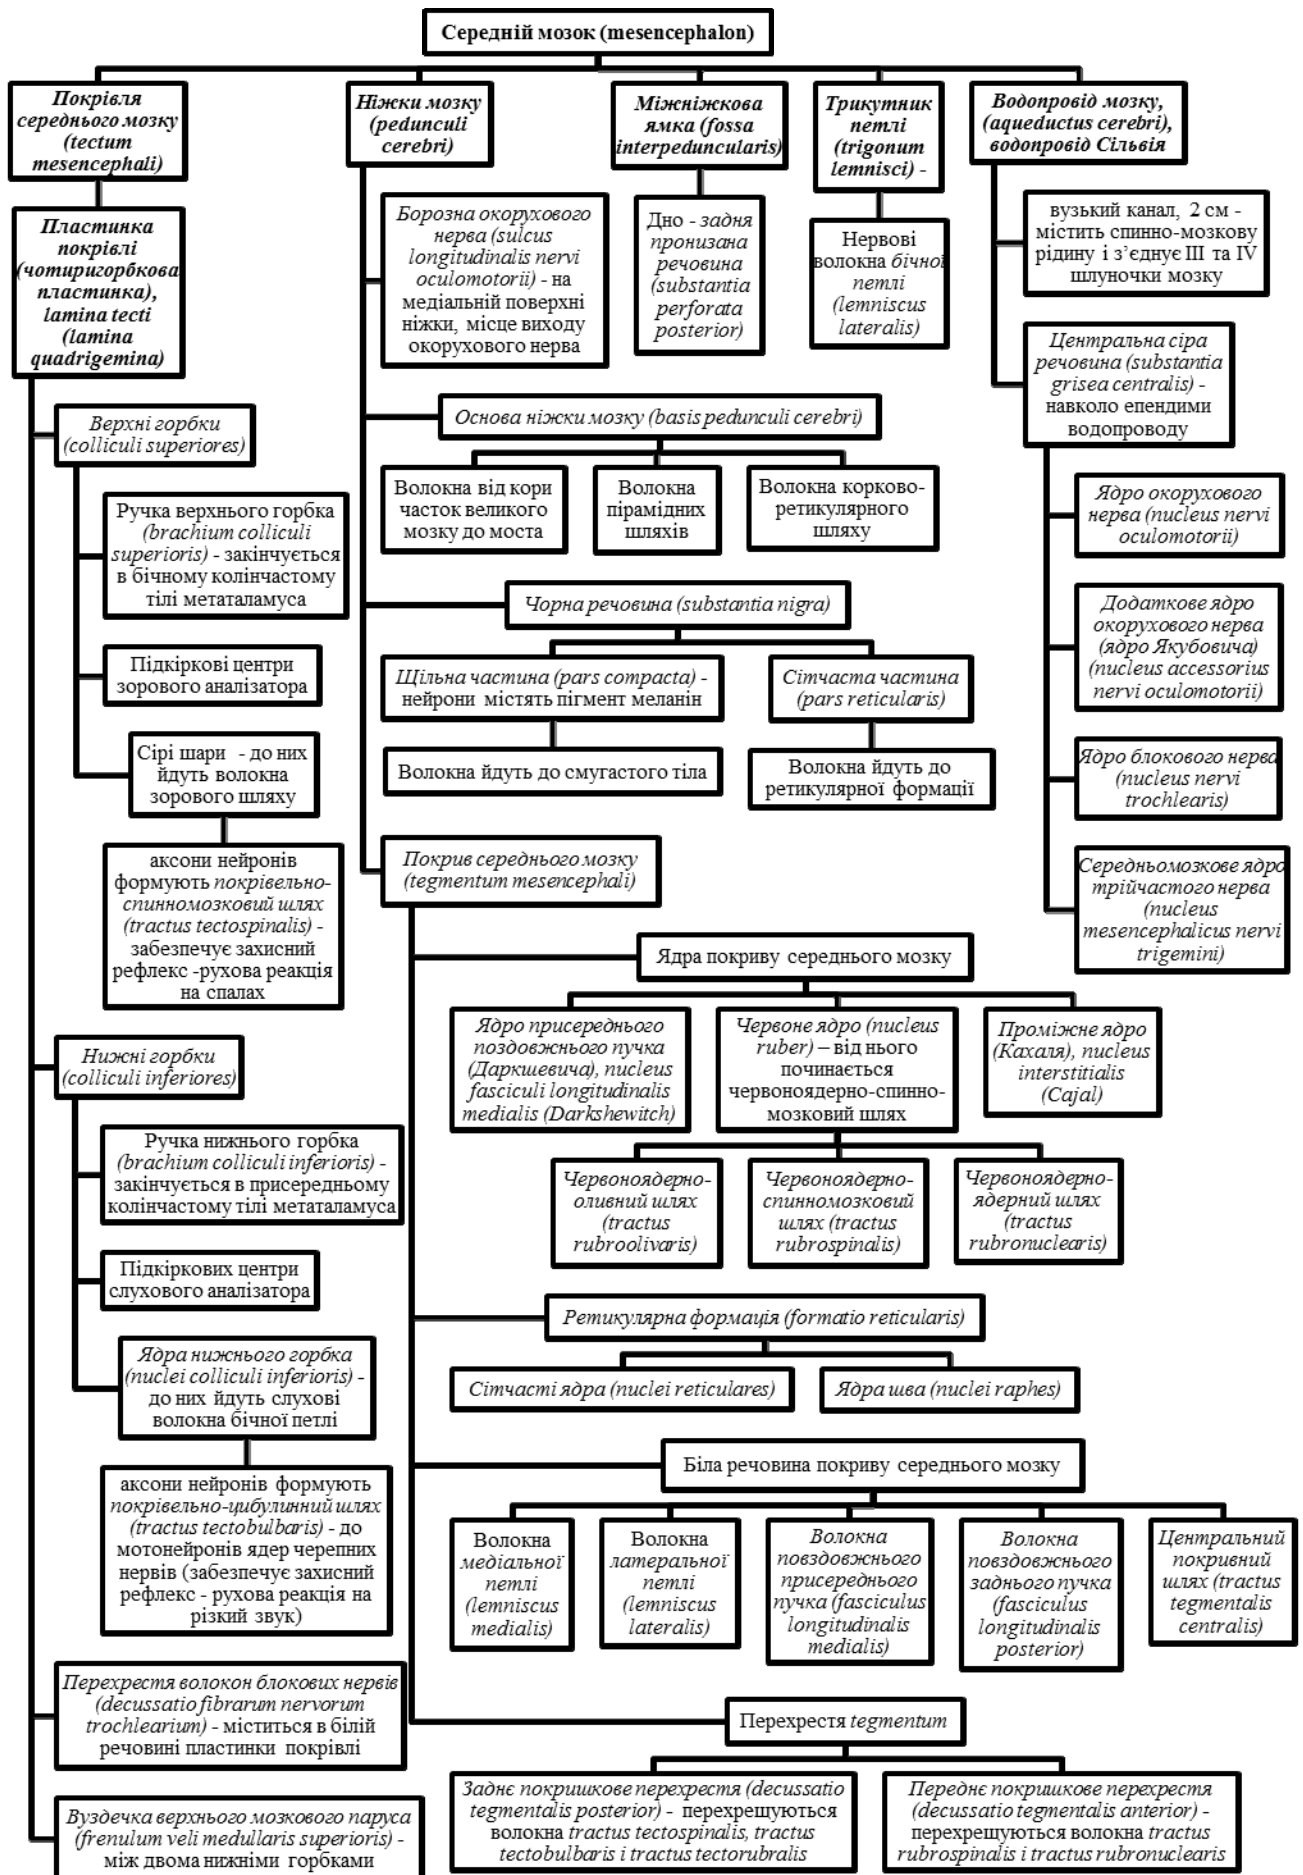 Середній мозок (mesencephalon)
Покрівля
середнього мозку
(tectum
mesencephali)
Пластинка
покрівлі
(чотиригорбкова
пластинка),
lamina tecti
(lamina
quadrigemina)
Верхні горбки
(colliculi superiores)
Ручка верхнього горбка
(brachium colliculi
superioris) - закінчується
в бічному колінчастому
тілі метаталамуса
Підкіркові центри
зорового аналізатора
Сірі шари - до них
йдуть волокна
зорового шляху
аксони нейронів
формують покрівельно-
спинномозковий шлях
(tractus tectospinalis) -
забезпечує захисний
рефлекс -рухова реакція
на спалах
Нижні горбки
(colliculi inferiores)
Ручка нижнього горбка
(brachium colliculi inferioris) -
закінчується в присередньому
колінчастому тілі метаталамуса
Підкіркових центри
слухового аналізатора
Ядра нижнього горбка
(nuclei colliculi inferioris) -
до них йдуть слухові
волокна бічної петлі
аксони нейронів формують
покрівельно-цибулинний шлях
(tractus tectobulbaris) - до
мотонейронів ядер черепних
нервів (забезпечує захисний
рефлекс - рухова реакція на
різкий звук)
Перехрестя волокон блокових нервів
(decussatio fibrarum nervorum
trochlearium) - міститься в білій
речовині пластинки покрівлі
Вуздечка верхнього мозкового паруса
(frenulum veli medullaris superioris) -
між двома нижніми горбками
Ніжки мозку
(pedunculi
cerebri)
Борозна окорухового
нерва (sulcus
longitudinalis nervi
oculomotorii) - на
медіальній поверхні
ніжки, місце виходу
окорухового нерва
Основа ніжки мозку (basis pedunculi cerebri)
Волокна від кори
часток великого
мозку до моста
Волокна
пірамідних
шляхів
Волокна корково-
ретикулярного
шляху
Чорна речовина (substantia nigra)
Щільна частина (pars compacta) -
нейрони містять пігмент меланін
Волокна йдуть до смугастого тіла
Сітчаста частина
(pars reticularis)
Волокна йдуть до
ретикулярної формації
Покрив середнього мозку
(tegmentum mesencephali)
Ядра покриву середнього мозку
Ядро присереднього
поздовжнього пучка
(Даркшевича), nucleus
fasciculi longitudinalis
medialis (Darkshewitch)
Червоне ядро (nucleus
ruber) – від нього
починається
червоноядерно-спинно-
мозковий шлях
Проміжне ядро
(Кахаля), nucleus
interstitialis
(Cajal)
Червоноядерно-
оливний шлях
(tractus
rubroolivaris)
Червоноядерно-
спинномозковий
шлях (tractus
rubrospinalis)
Червоноядерно-
ядерний шлях
(tractus
rubronuclearis)
Ретикулярна формація (formatio reticularis)
Сітчасті ядра (nuclei reticulares)
Ядра шва (nuclei raphes)
Біла речовина покриву середнього мозку
Волокна
медіальної
петлі
(lemniscus
medialis)
Волокна
латеральної
петлі
(lemniscus
lateralis)
Волокна
повздовжнього
присереднього
пучка (fasciculus
longitudinalis
medialis)
Волокна
повздовжнього
заднього пучка
(fasciculus
longitudinalis
posterior)
Центральний
покривний
шлях (tractus
tegmentalis
centralis)
Перехрестя tegmentum
Заднє покришкове перехрестя (decussatio
tegmentalis posterior) - перехрещуються
волокна tractus tectospinalis, tractus
tectobulbaris і tractus tectorubralis
Переднє покришкове перехрестя
(decussatio tegmentalis anterior) -
перехрещуються волокна tractus
rubrospinalis і tractus rubronuclearis
Міжніжкова
ямка (fossa
interpeduncularis)
Дно - задня
пронизана
речовина
(substantia
perforata
posterior)
Трикутник
петлі
(trigonum
lemnisci) -
Нервові
волокна бічної
петлі
(lemniscus
lateralis)
Водопровід мозку,
(aqueductus cerebri),
водопровід Сільвія
вузький канал, 2 см -
містить спинно-мозкову
рідину і з’єднує III та IV
шлуночки мозку
Центральна сіра
речовина (substantia
grisea centralis) -
навколо епендими
водопроводу
Ядро окорухового
нерва (nucleus nervi
oculomotorii)
Додаткове ядро
окорухового нерва
(ядро Якубовича)
(nucleus accessorius
nervi oculomotorii)
Ядро блокового нерва
(nucleus nervi
trochlearis)
Середньомозкове ядро
трійчастого нерва
(nucleus
mesencephalicus nervi
trigemini)